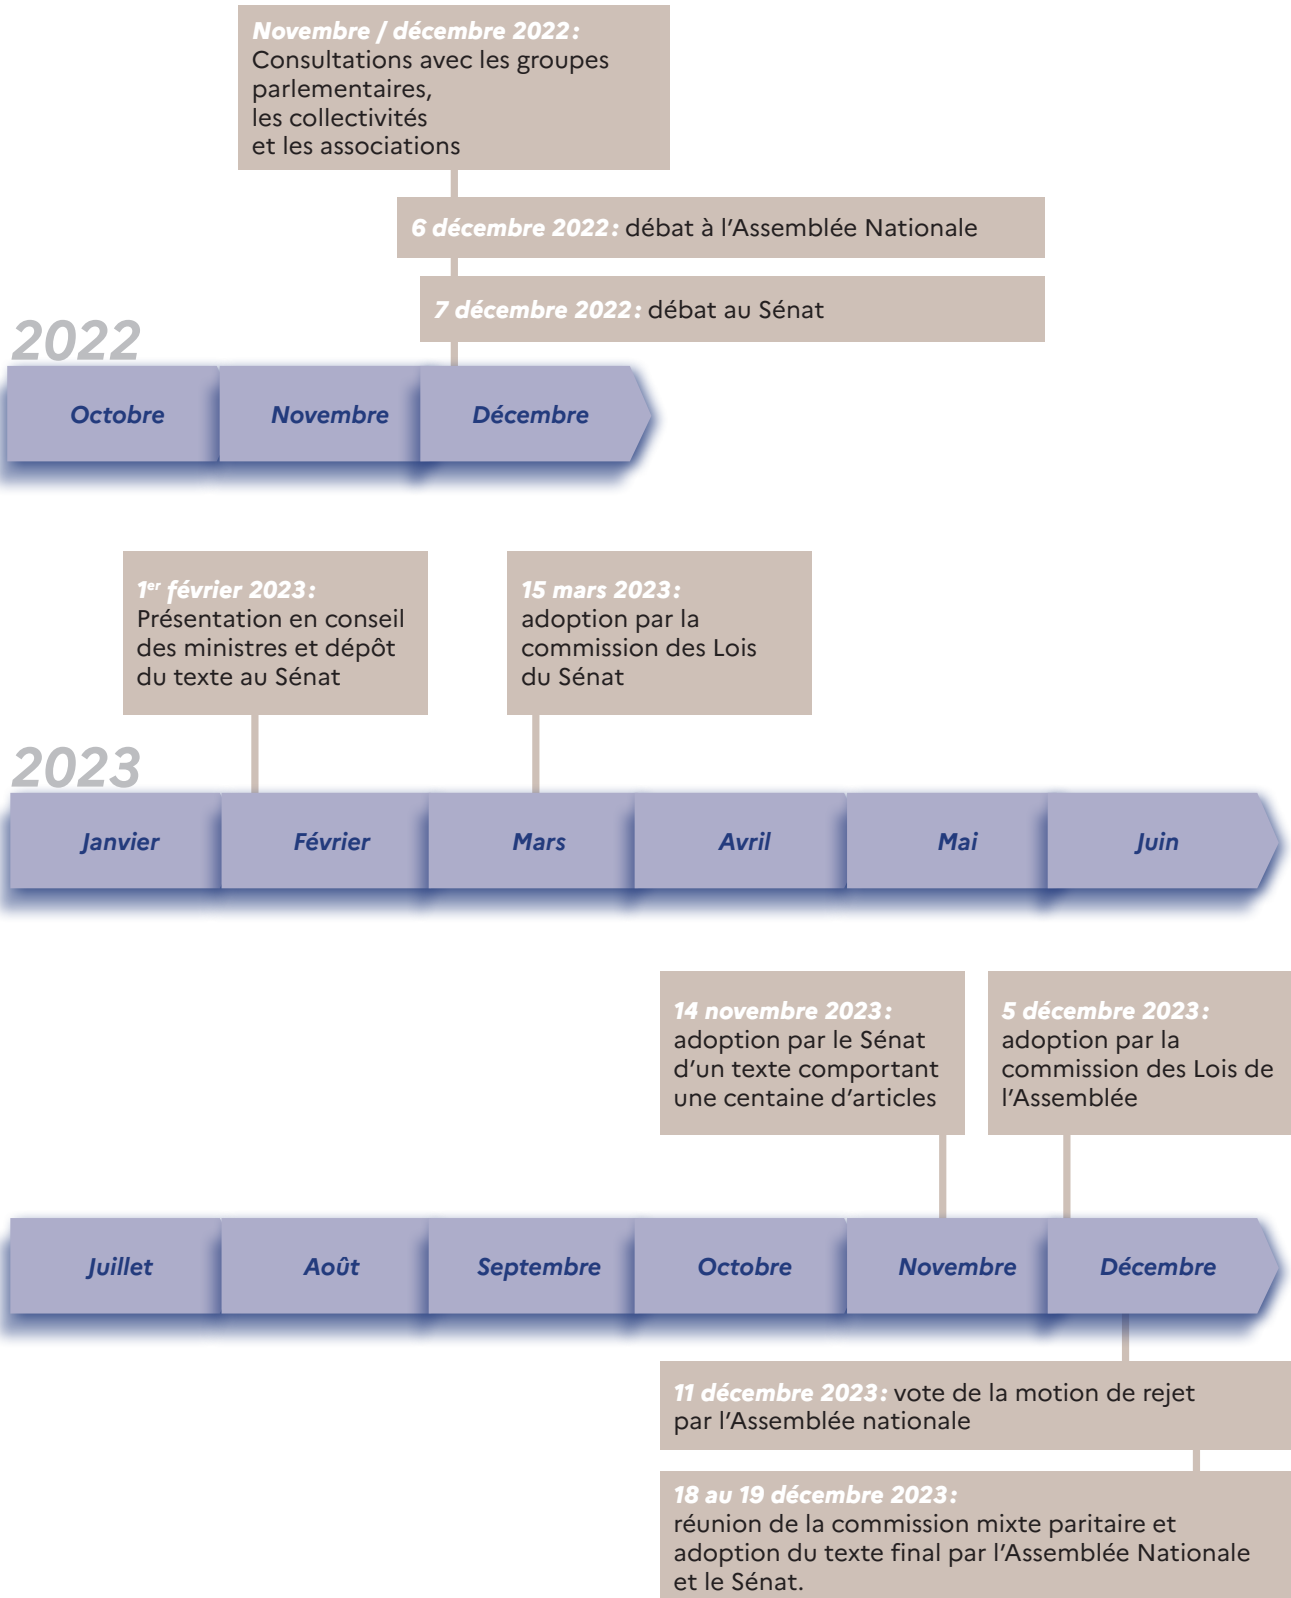 Novembre / décembre 2022 :
Consultations avec les groupes
parlementaires,
les collectivités
et les associations
6 décembre 2022 : débat à l'Assemblée Nationale
7 décembre 2022 : débat au Sénat
2022
Octobre
Novembre
Décembre
1er février 2023 :
Présentation en conseil
des ministres et dépôt
du texte au Sénat
15 mars 2023 :
adoption par la
commission des Lois
du Sénat
2023
Janvier
Février
Mars
Avril
Mai
Juin
14 novembre 2023 :
adoption par le Sénat
d'un texte comportant
une centaine d'articles
5 décembre 2023 :
adoption par la
commission des Lois de
l'Assemblée
Juillet
Août
Septembre
Octobre
Novembre
Décembre
11 décembre 2023 : vote de la motion de rejet
par l'Assemblée nationale
18 au 19 décembre 2023 :
réunion de la commission mixte paritaire et
adoption du texte final par l'Assemblée Nationale
et le Sénat.